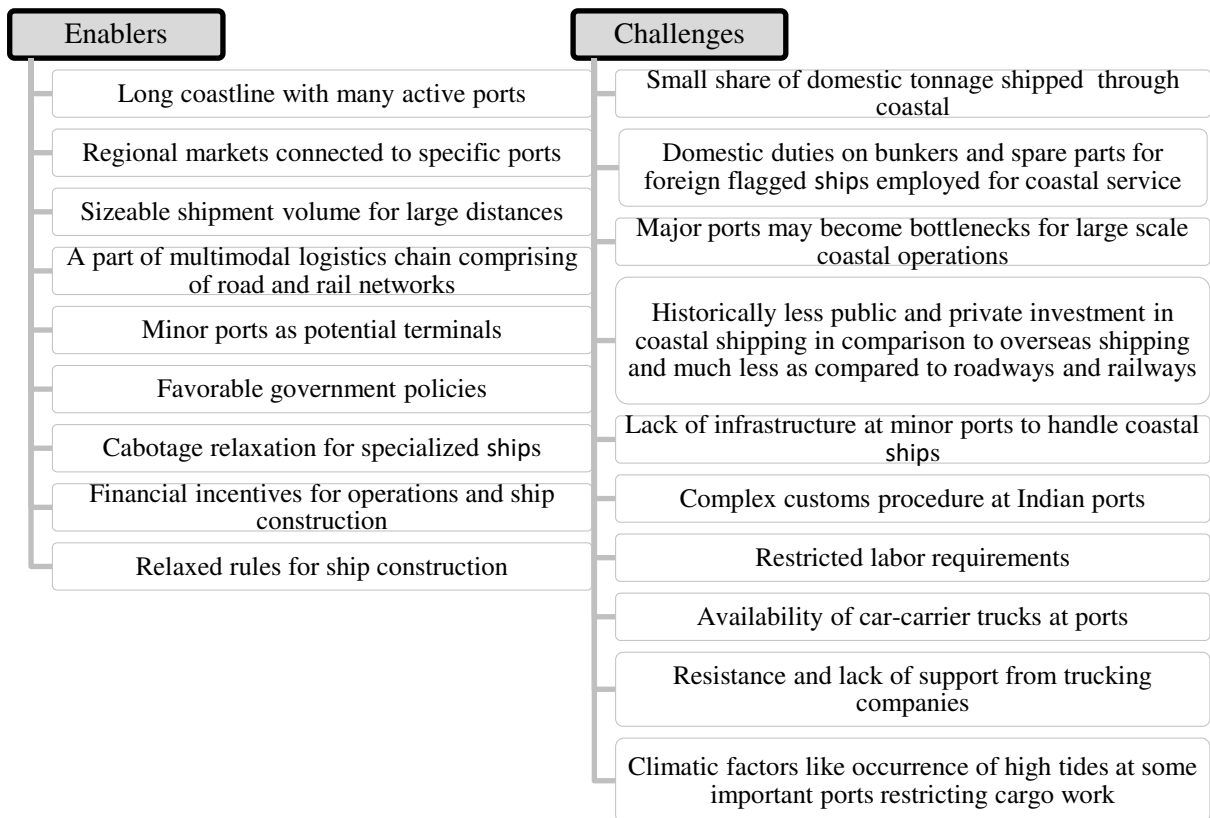 Enablers
Long coastline with many active ports
Regional markets connected to specific ports
Sizeable shipment volume for large distances
A part of multimodal logistics chain comprising
of road and rail networks
Minor ports as potential terminals
Favorable government policies
Cabotage relaxation for specialized ships
Financial incentives for operations and ship
construction
Relaxed rules for ship construction
Challenges
Small share of domestic tonnage shipped through
coastal
Domestic duties on bunkers and spare parts for
foreign flagged ships employed for coastal service
Major ports may become bottlenecks for large scale
coastal operations
Historically less public and private investment in
coastal shipping in comparison to overseas shipping
and much less as compared to roadways and railways
Lack of infrastructure at minor ports to handle coastal
ships
Complex customs procedure at Indian ports
Restricted labor requirements
Availability of car-carrier trucks at ports
Resistance and lack of support from trucking
companies
Climatic factors like occurrence of high tides at some
important ports restricting cargo work